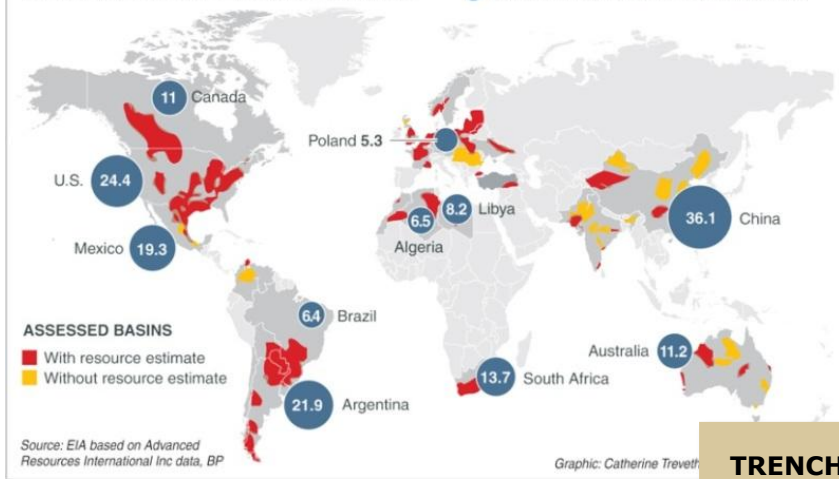 11 Canada
Poland 5.3
U.S. 24.4
36.1 China
8.2 Libya
6.5
Algeria
Mexico 19.3
6.4 Brazil
ASSESSED BASINS
With resource estimate
Without resource estimate
Australia 11.2
13.7 South Africa
21.9 Argentina
Source: EIA based on Advanced
Resources International Inc data, BP
Graphic: Catherine